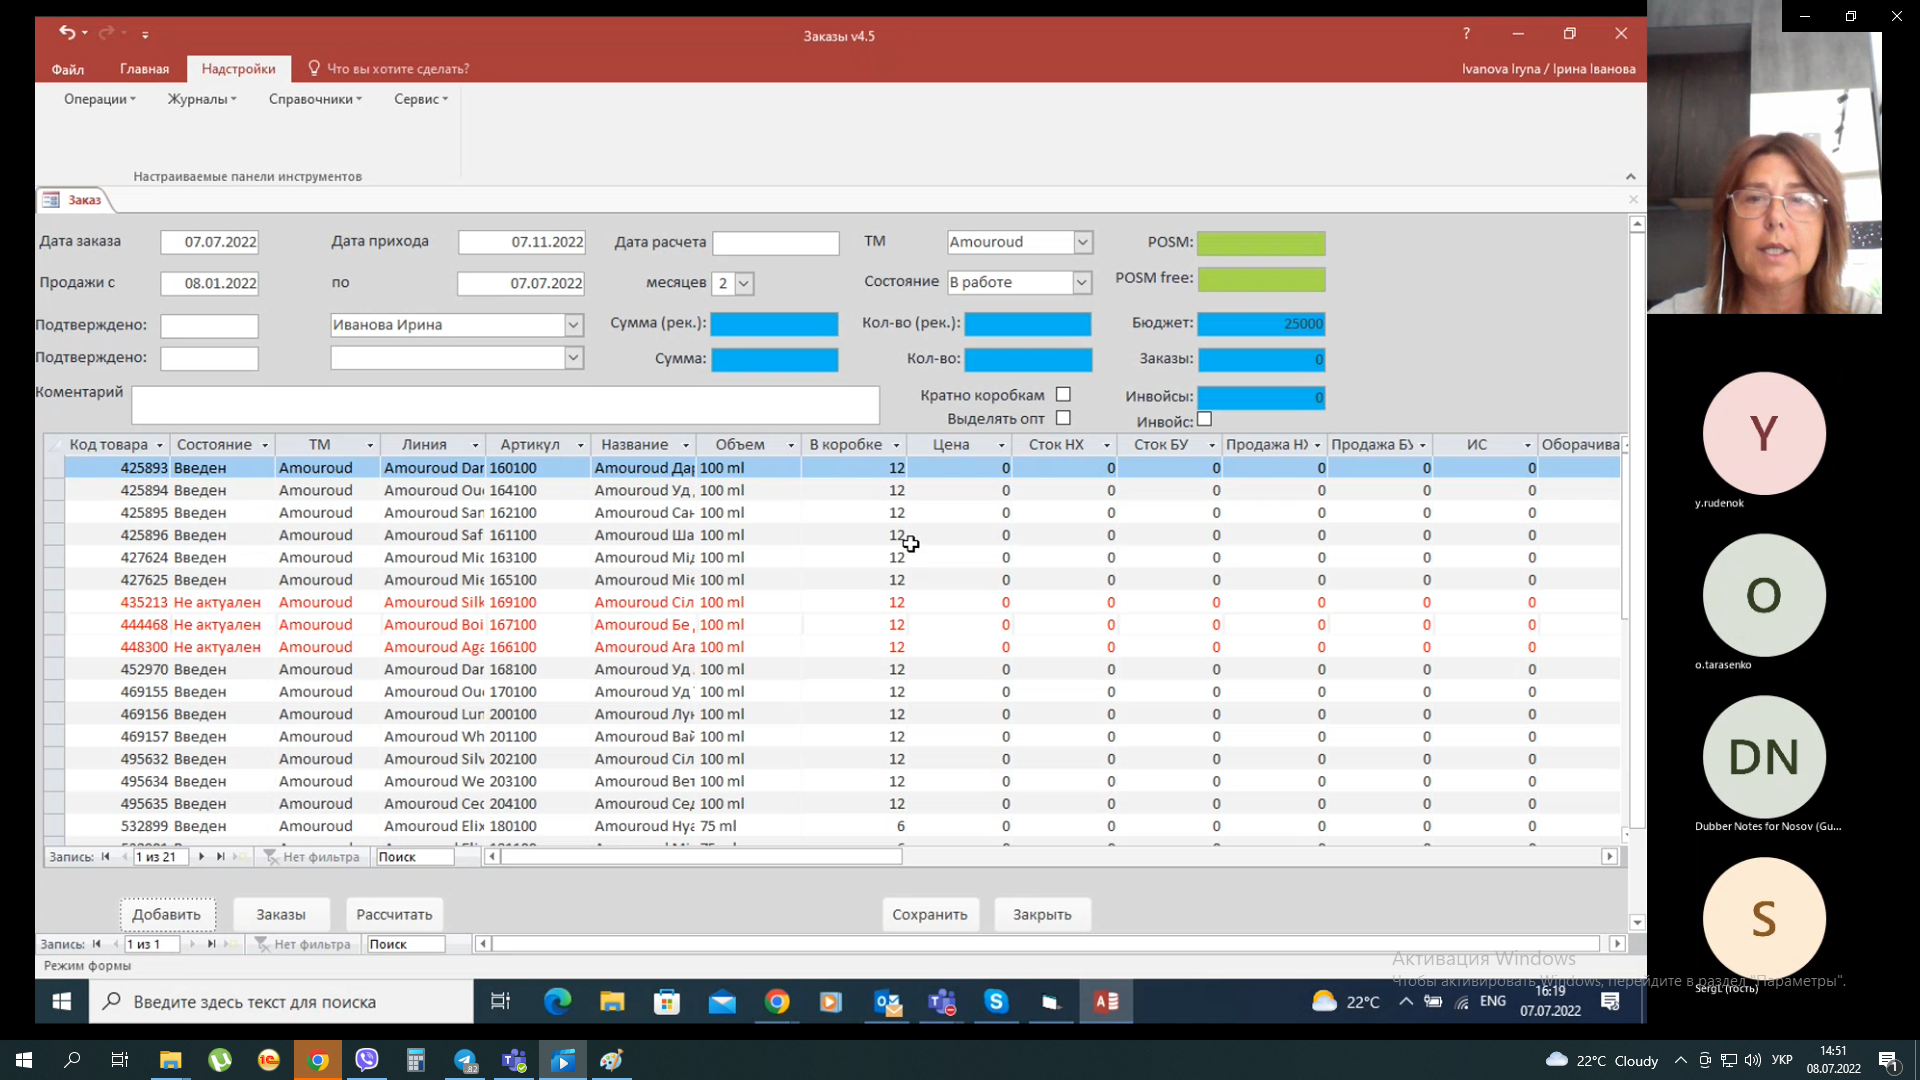 Заказы v4.5
?
Файл Главная Надстройки Что вы хотите сделать? Ivanova Iryna / Ірина Іванова
Операции Журналы Справочники Сервис
Настраиваемые панели инструментов
Заказ
Дата заказа 07.07.2022 Дата прихода 07.11.2022 Дата расчета ТМ Amouroud POSM:
Продажи с 08.01.2022 по 07.07.2022 месяцев 2 Состояние В работе POSM free:
Подтверждено: Иванова Ирина Сумма (рек.): Кол-во (рек.): Бюджет: 25000
Подтверждено: Сумма: Кол-во: Заказы: 0
Коментарий Кратно коробкам Инвойсы: 0
Выделять опт Инвойс:
Код товара Состояние ТМ Линия Артикул Название Объем В коробке Цена Сток НХ Сток БУ Продажа НХ Продажа БУ ИС Оборачива
425893 Введен Amouroud Amouroud Dar 160100 Amouroud Дар 100 ml 12 0 0 0 0 0 0
425894 Введен Amouroud Amouroud Ou 164100 Amouroud Уд 100 ml 12 0 0 0 0 0 0
425895 Введен Amouroud Amouroud San 162100 Amouroud Сан 100 ml 12 0 0 0 0 0 0
425896 Введен Amouroud Amouroud Saf 161100 Amouroud Ша 100 ml 12 0 0 0 0 0 0
427624 Введен Amouroud Amouroud Mid 163100 Amouroud Мід 100 ml 12 0 0 0 0 0 0
427625 Введен Amouroud Amouroud Mie 165100 Amouroud Міє 100 ml 12 0 0 0 0 0 0
435213 Не актуален Amouroud Amouroud Silk 169100 Amouroud Сіл 100 ml 12 0 0 0 0 0 0
444468 Не актуален Amouroud Amouroud Boi 167100 Amouroud Бе 100 ml 12 0 0 0 0 0 0
448300 Не актуален Amouroud Amouroud Aga 166100 Amouroud Ага 100 ml 12 0 0 0 0 0 0
452970 Введен Amouroud Amouroud Dar 168100 Amouroud Уд 100 ml 12 0 0 0 0 0 0
469155 Введен Amouroud Amouroud Ou 170100 Amouroud Уд 100 ml 12 0 0 0 0 0 0
469156 Введен Amouroud Amouroud Lun 200100 Amouroud Лун 100 ml 12 0 0 0 0 0 0
469157 Введен Amouroud Amouroud Wh 201100 Amouroud Вай 100 ml 12 0 0 0 0 0 0
495632 Введен Amouroud Amouroud Silv 202100 Amouroud Сіл 100 ml 12 0 0 0 0 0 0
495634 Введен Amouroud Amouroud We 203100 Amouroud Вет 100 ml 12 0 0 0 0 0 0
495635 Введен Amouroud Amouroud Ced 204100 Amouroud Сед 100 ml 12 0 0 0 0 0 0
532899 Введен Amouroud Amouroud Elix 180100 Amouroud Нуа 75 ml 6 0 0 0 0 0 0
Запись: 1 из 21 Нет фильтра Поиск
Добавить Заказы Рассчитать Сохранить Закрыть
Запись: 1 из 1 Нет фильтра Поиск
Режим формы
Активация Windows
Чтобы активировать Windows, перейдите в раздел "Параметры".
Введите здесь текст для поиска 22°C ENG 16:19
07.07.2022
Y
y.rudenok
O
o.tarasenko
DN
Dubber Notes for Nosov (Gu...
S
SergL (гость)
82 22°C Cloudy УКР 14:51
08.07.2022 1